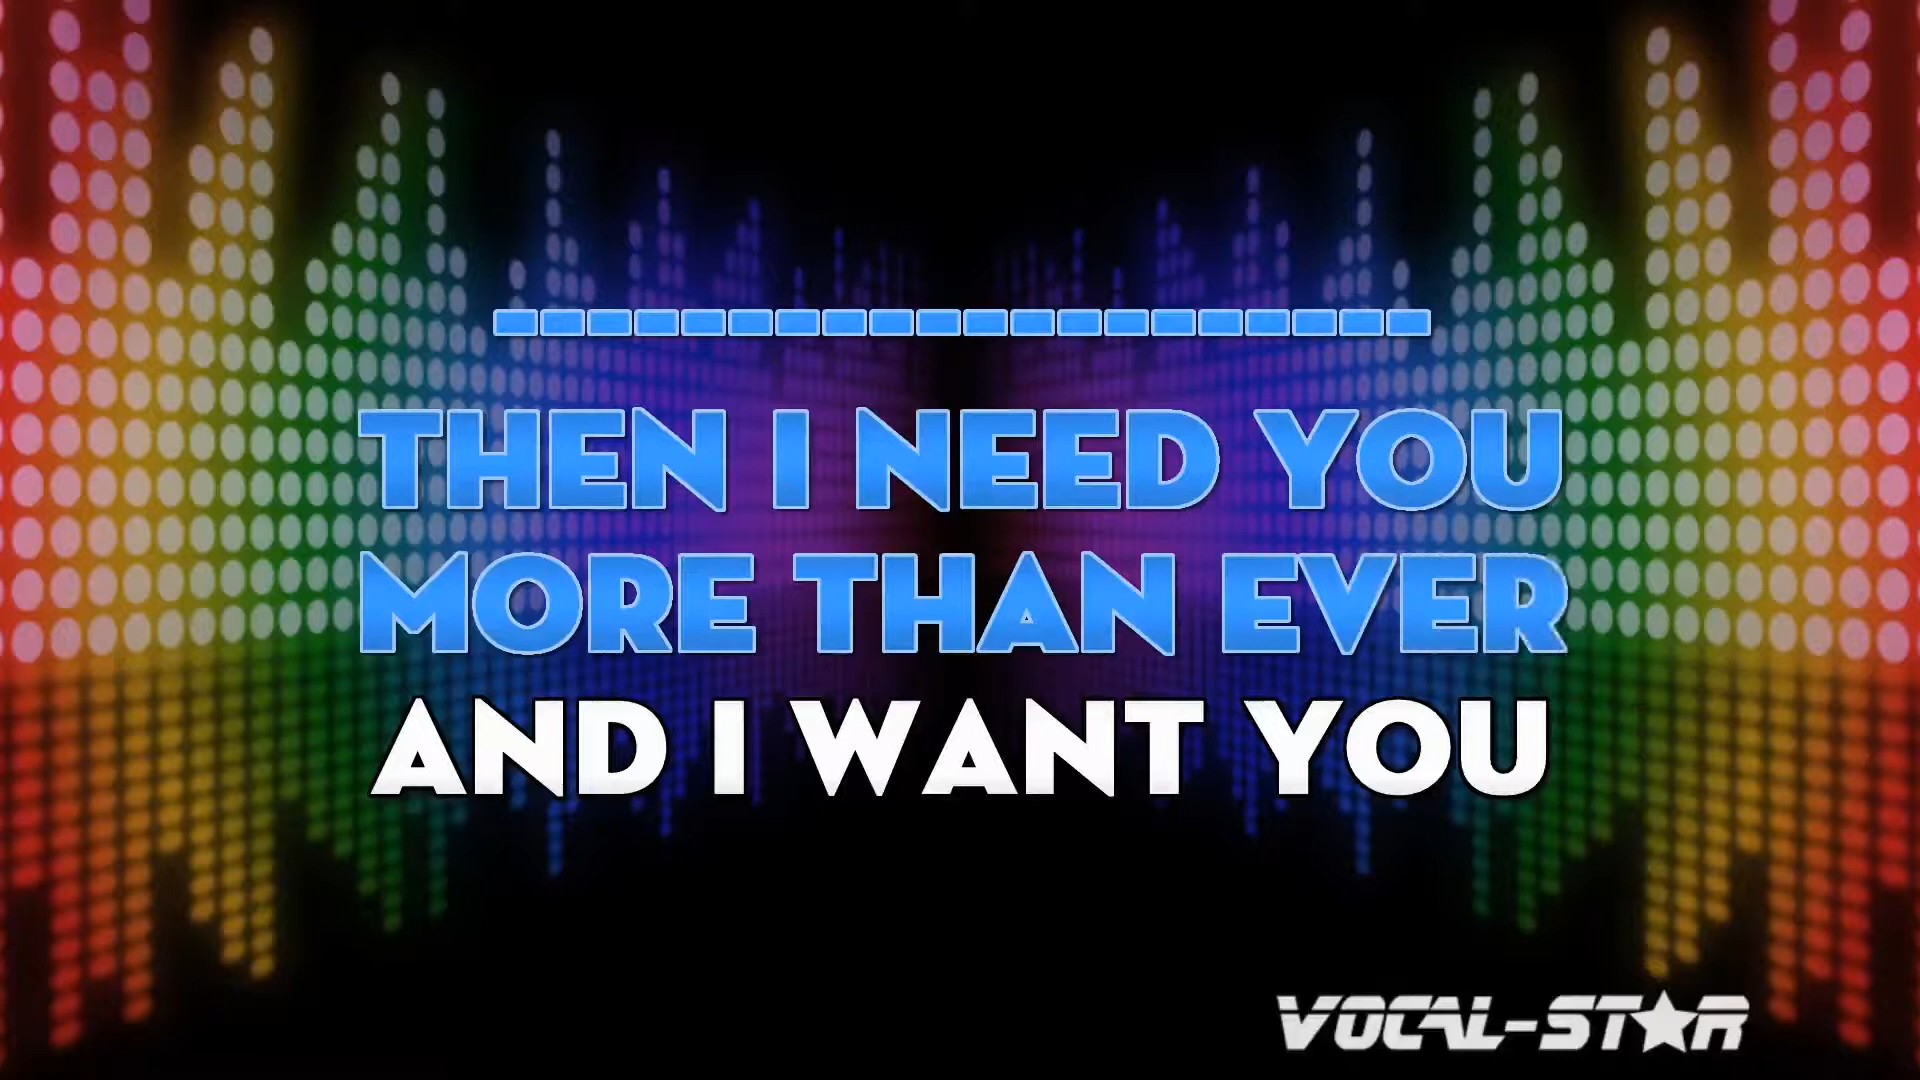 THEN I NEED YOU
MORE THAN EVER
AND I WANT YOU
VOCAL-STAR